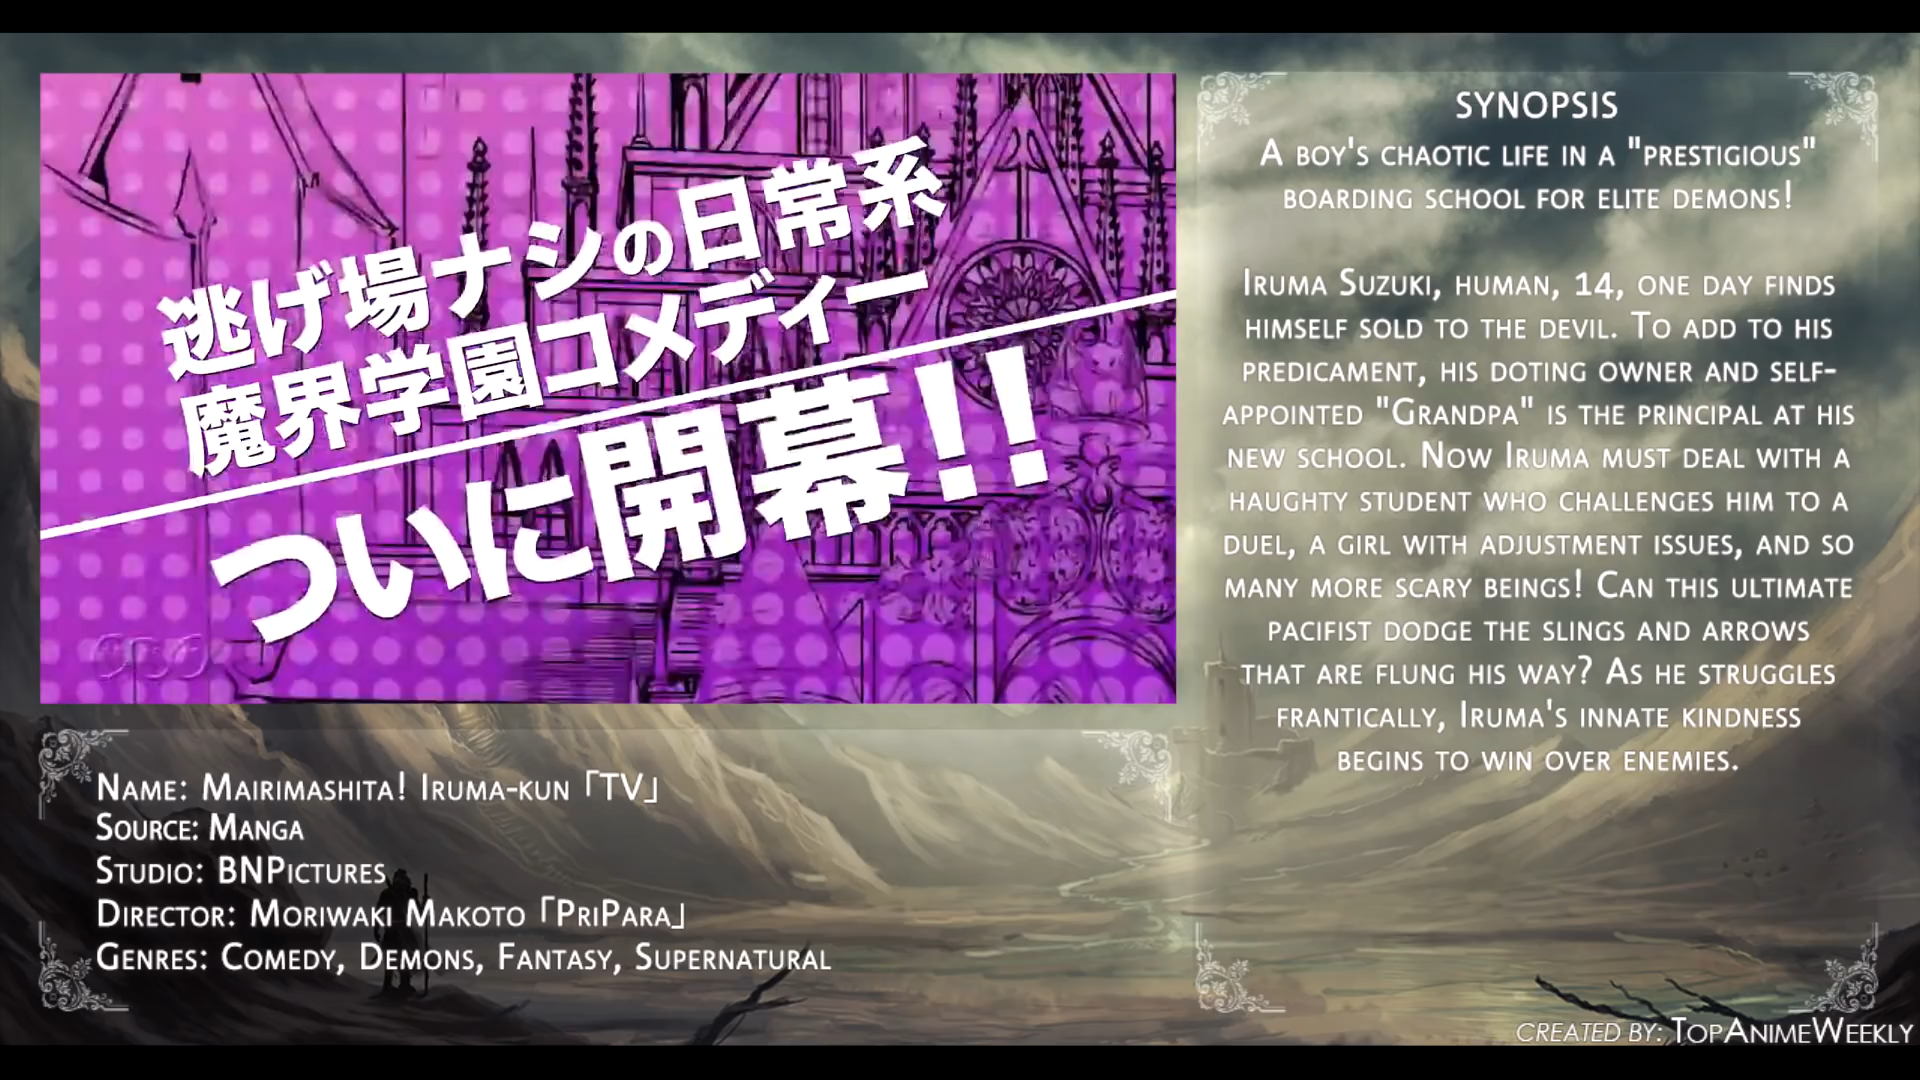 逃げ場ナシの日常系
魔界学園コメディー
ついに開幕!!
SYNOPSIS
A BOY'S CHAOTIC LIFE IN A "PRESTIGIOUS"
BOARDING SCHOOL FOR ELITE DEMONS!
IRUMA SUZUKI, HUMAN, 14, ONE DAY FINDS
HIMSELF SOLD TO THE DEVIL. TO ADD TO HIS
PREDICAMENT, HIS DOTING OWNER AND SELF-
APPOINTED "GRANDPA" IS THE PRINCIPAL AT HIS
NEW SCHOOL. NOW IRUMA MUST DEAL WITH A
HAUGHTY STUDENT WHO CHALLENGES HIM TO A
DUEL, A GIRL WITH ADJUSTMENT ISSUES, AND SO
MANY MORE SCARY BEINGS! CAN THIS ULTIMATE
PACIFIST DODGE THE SLINGS AND ARROWS
THAT ARE FLUNG HIS WAY? AS HE STRUGGLES
FRANTICALLY, IRUMA'S INNATE KINDNESS
BEGINS TO WIN OVER ENEMIES.
NAME: MAIRIMASHITA! IRUMA-KUN「TV」
SOURCE: MANGA
STUDIO: BNPICTURES
DIRECTOR: MORIWAKI MAKOTO「PRIPARA」
GENRES: COMEDY, DEMONS, FANTASY, SUPERNATURAL
CREATED BY: TOPANIMEWEEKLY